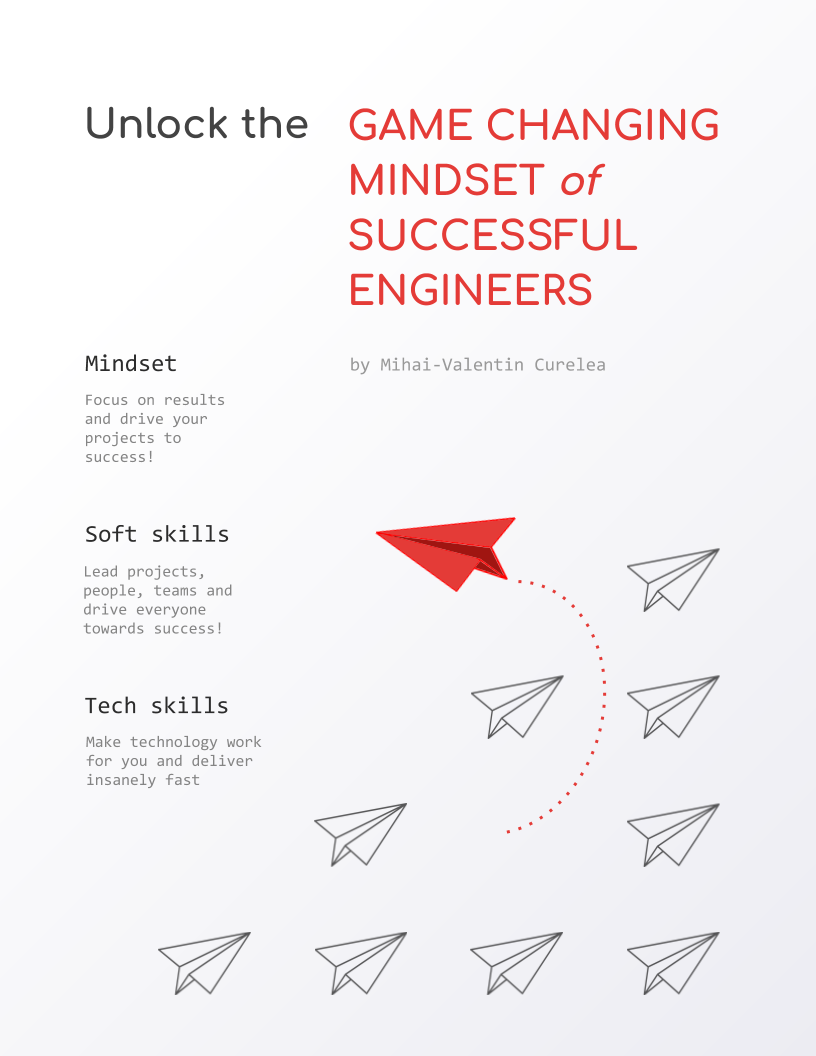 Unlock the
GAME CHANGING
MINDSET of
SUCCESSFUL
ENGINEERS
by Mihai-Valentin Curelea
Mindset
Focus on results
and drive your
projects to
success!
Soft skills
Lead projects,
people, teams and
drive everyone
towards success!
Tech skills
Make technology work
for you and deliver
insanely fast